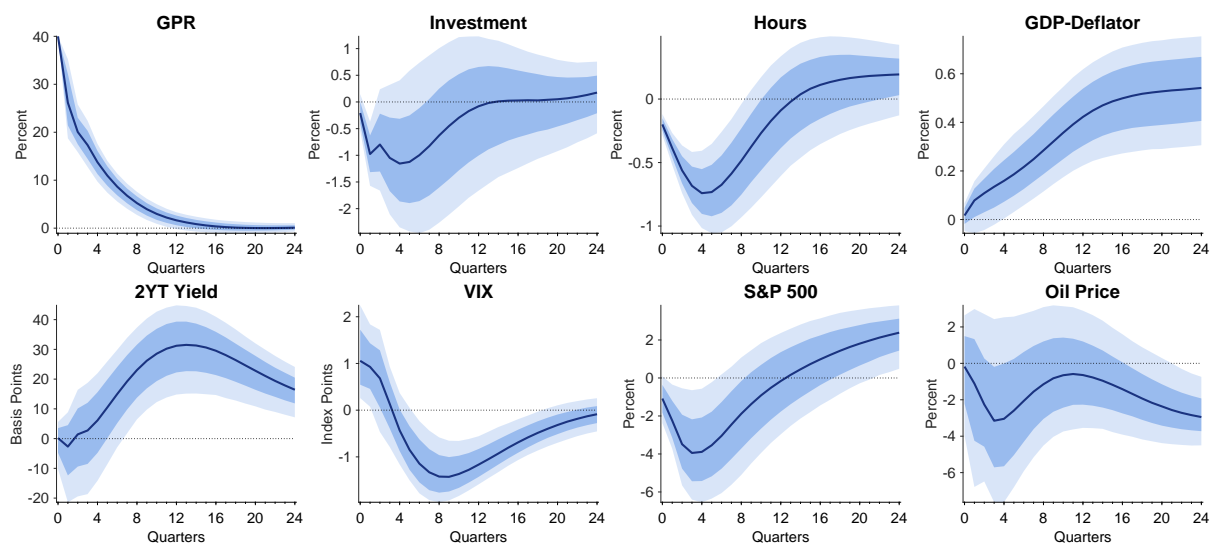 GPR
Percent
40
30
20
10
0
0 4 8 12 16 20 24
Quarters
Investment
Percent
1
0.5
0
-0.5
-1
-1.5
-2
0 4 8 12 16 20 24
Quarters
Hours
Percent
0
-0.5
-1
0 4 8 12 16 20 24
Quarters
GDP-Deflator
Percent
0.6
0.4
0.2
0
0 4 8 12 16 20 24
Quarters
2YT Yield
Basis Points
40
30
20
10
0
-10
-20
0 4 8 12 16 20 24
Quarters
VIX
Index Points
2
1
0
-1
0 4 8 12 16 20 24
Quarters
S&P 500
Percent
2
0
-2
-4
-6
0 4 8 12 16 20 24
Quarters
Oil Price
Percent
2
0
-2
-4
-6
0 4 8 12 16 20 24
Quarters